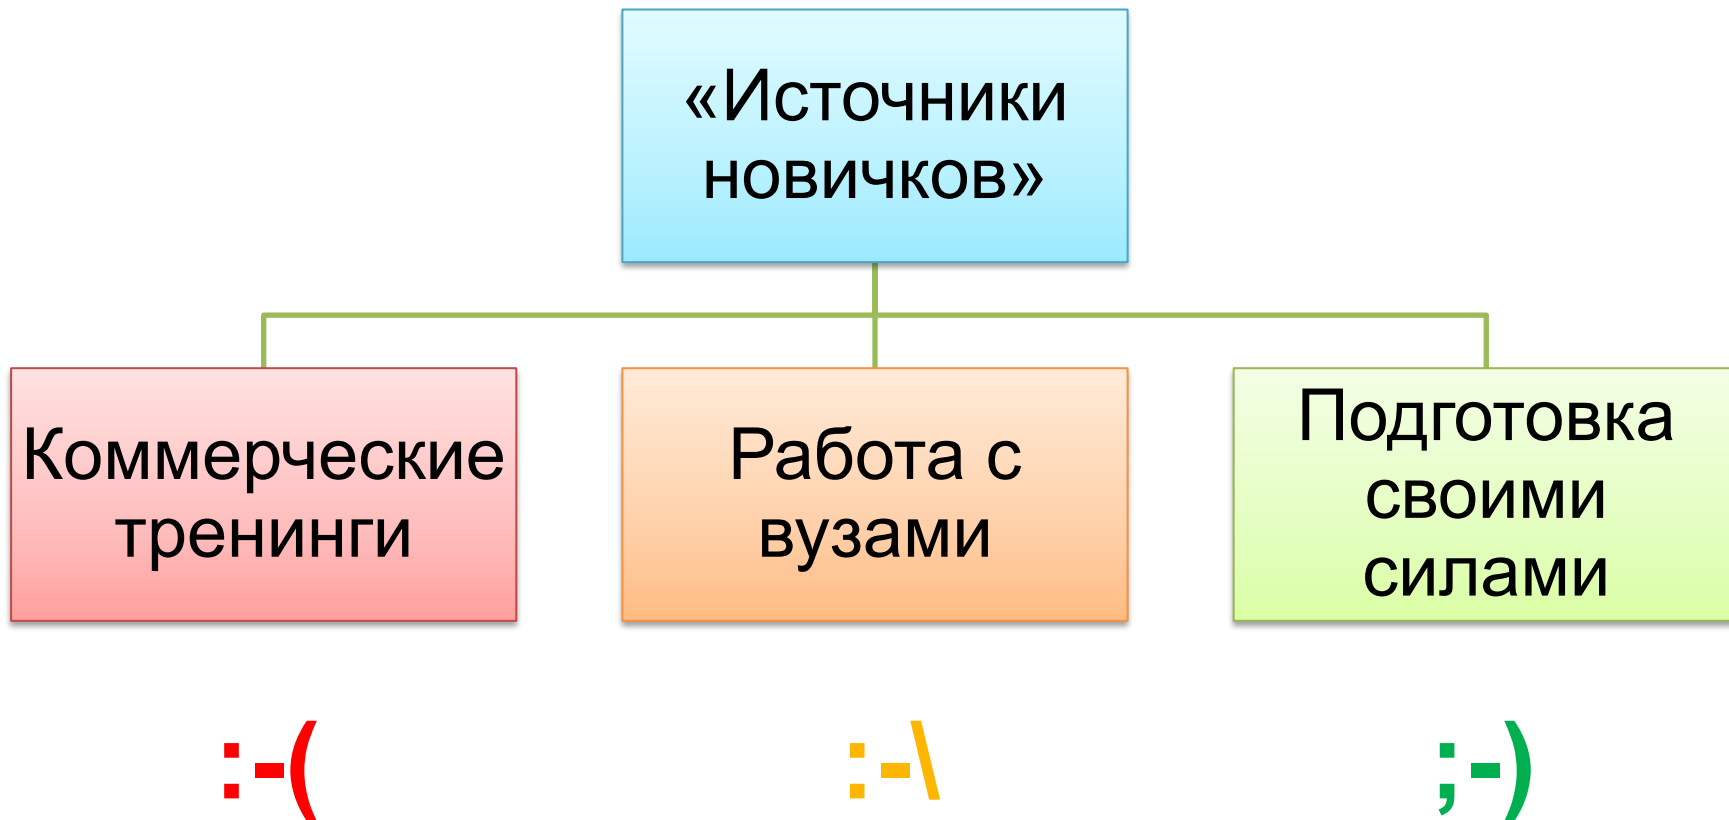 «Источники
новичков»
Коммерческие
тренинги
Работа с
вузами
Подготовка
своими
силами
:-(
:-\
;-)